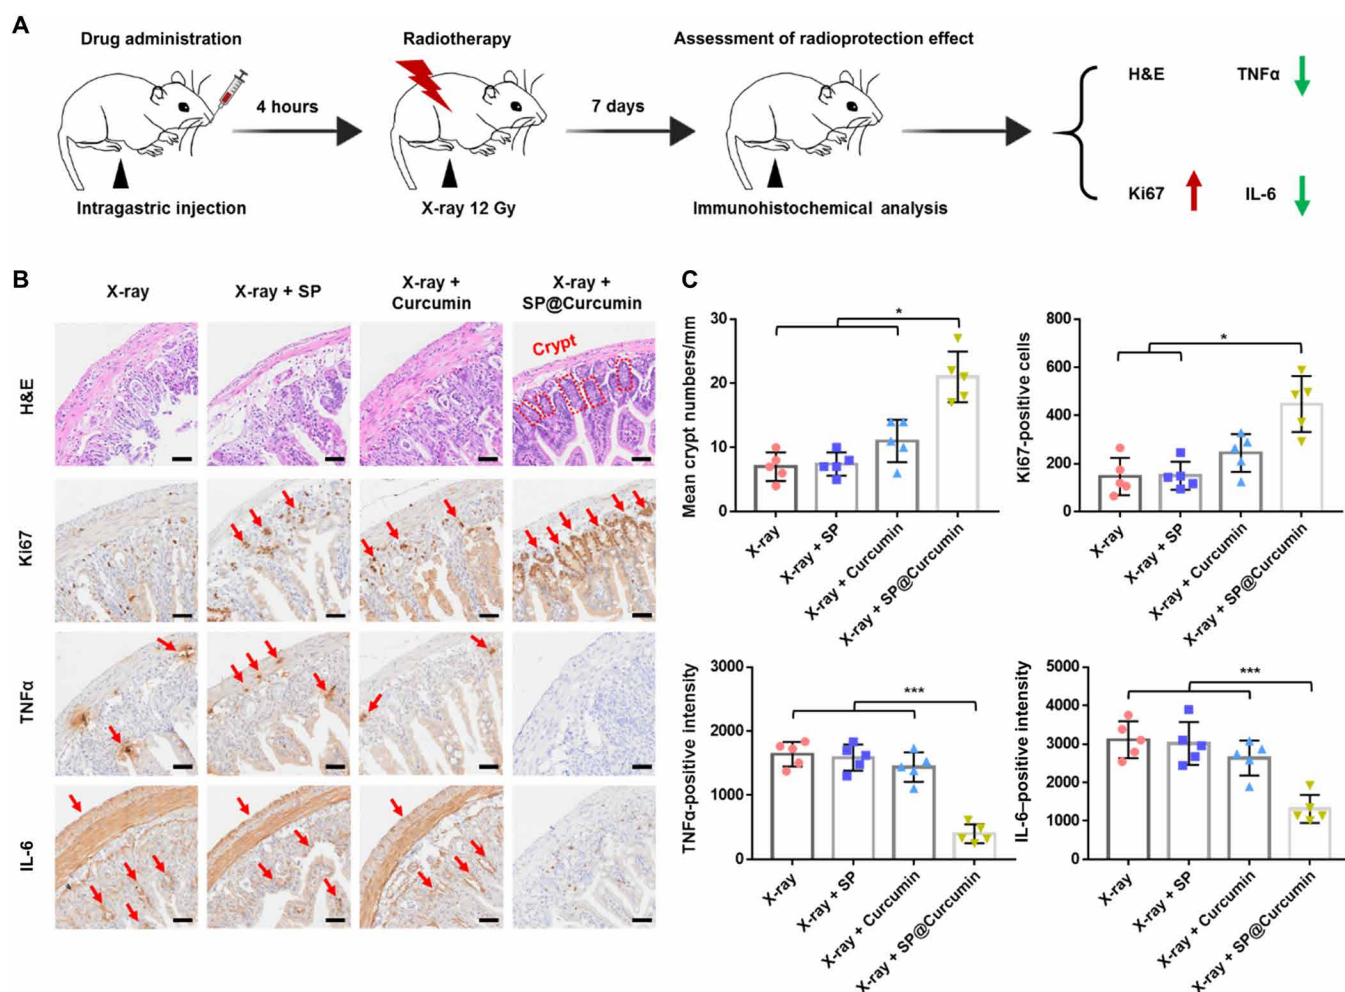 A
Drug administration
Radiotherapy
Assessment of radioprotection effect
4 hours
7 days
H&E
TNFα
Ki67
IL-6
Intragastric injection
X-ray 12 Gy
Immunohistochemical analysis
B
X-ray
X-ray + SP
X-ray +
Curcumin
X-ray +
SP@Curcumin
H&E
Crypt
Ki67
TNFα
IL-6
C
Mean crypt numbers/mm
30
20
10
0
*
X-ray
X-ray + SP
X-ray + Curcumin
X-ray + SP@Curcumin
Ki67-positive cells
800
600
400
200
0
*
X-ray
X-ray + SP
X-ray + Curcumin
X-ray + SP@Curcumin
TNFα-positive intensity
3000
2000
1000
0
***
X-ray
X-ray + SP
X-ray + Curcumin
X-ray + SP@Curcumin
IL-6–positive intensity
5000
4000
3000
2000
1000
0
***
X-ray
X-ray + SP
X-ray + Curcumin
X-ray + SP@Curcumin